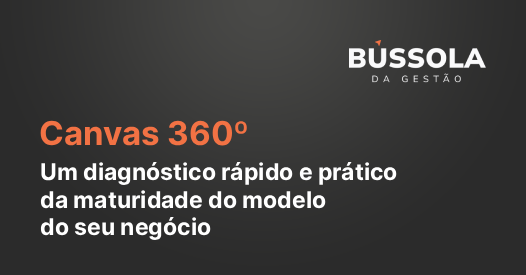 BÚSSOLA
DA GESTÃO
Canvas 360º
Um diagnóstico rápido e prático
da maturidade do modelo
do seu negócio